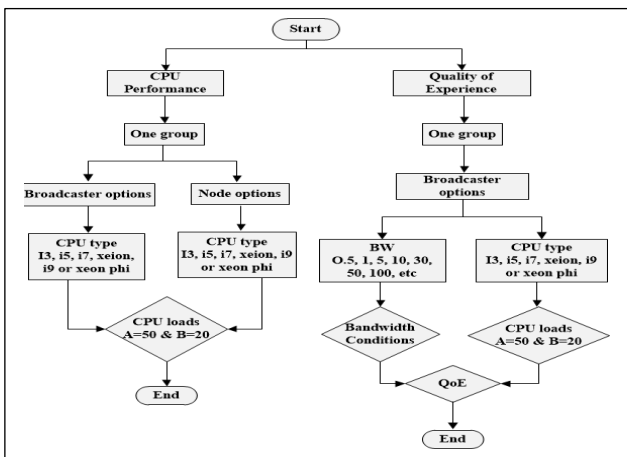 Start
CPU
Performance
Quality of
Experience
One group
One group
Broadcaster options
Node options
Broadcaster
options
CPU type
I3, i5, i7, xeion,
i9 or xeon phi
CPU type
I3, i5, i7, xeion, i9
or xeon phi
BW
O.5, 1, 5, 10, 30,
50, 100, etc
CPU type
I3, i5, i7, xeion, i9
or xeon phi
CPU loads
A=50 & B=20
Bandwidth
Conditions
CPU loads
A=50 & B=20
End
QoE
End